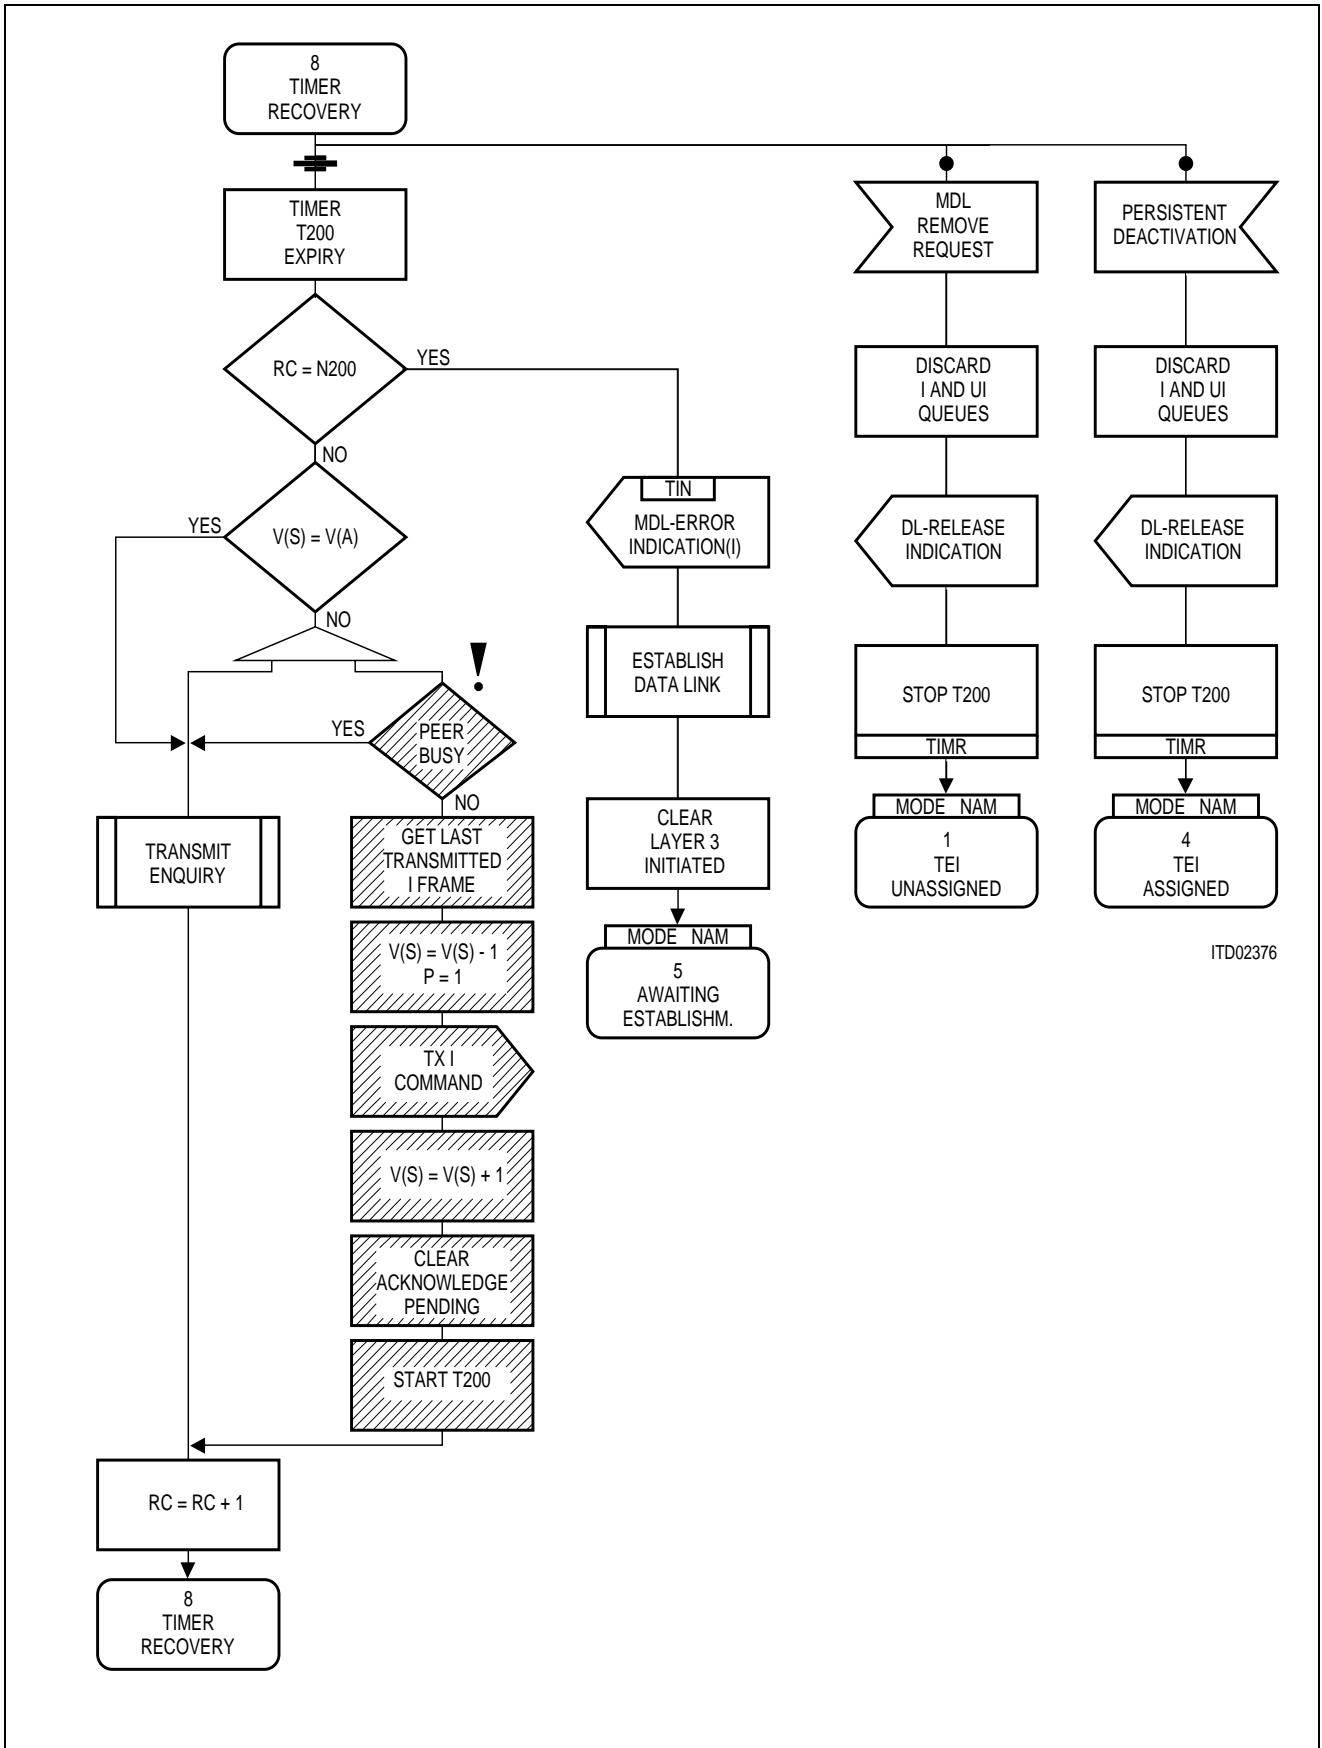 8
TIMER
RECOVERY
TIMER
T200
EXPIRY
RC = N200
YES
NO
V(S) = V(A)
YES
NO
!
PEER
BUSY
YES
NO
TRANSMIT
ENQUIRY
GET LAST
TRANSMITTED
I FRAME
V(S) = V(S) - 1
P = 1
TX I
COMMAND
V(S) = V(S) + 1
CLEAR
ACKNOWLEDGE
PENDING
START T200
RC = RC + 1
8
TIMER
RECOVERY
TIN
MDL-ERROR
INDICATION(I)
ESTABLISH
DATA LINK
CLEAR
LAYER 3
INITIATED
MODE NAM
5
AWAITING
ESTABLISHM.
MDL
REMOVE
REQUEST
DISCARD
I AND UI
QUEUES
DL-RELEASE
INDICATION
STOP T200
TIMR
MODE NAM
1
TEI
UNASSIGNED
PERSISTENT
DEACTIVATION
DISCARD
I AND UI
QUEUES
DL-RELEASE
INDICATION
STOP T200
TIMR
MODE NAM
4
TEI
ASSIGNED
ITD02376